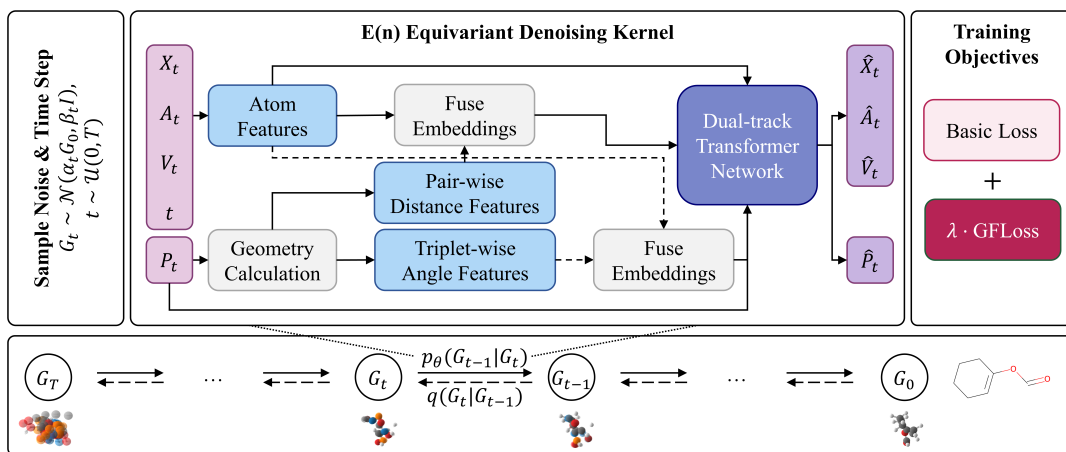 Sample Noise & Time Step
G_t ~ 𝒩(α_t G_0, β_t I),
t ~ 𝒰(0, T)
E(n) Equivariant Denoising Kernel
X_t
A_t
V_t
t
P_t
Atom
Features
Fuse
Embeddings
Pair-wise
Distance Features
Geometry
Calculation
Triplet-wise
Angle Features
Fuse
Embeddings
Dual-track
Transformer
Network
X̂_t
Â_t
V̂_t
P̂_t
Training
Objectives
Basic Loss
+
λ · GFLoss
G_T
...
G_t
p_θ(G_{t-1}|G_t)
q(G_t|G_{t-1})
G_{t-1}
...
G_0
O
O